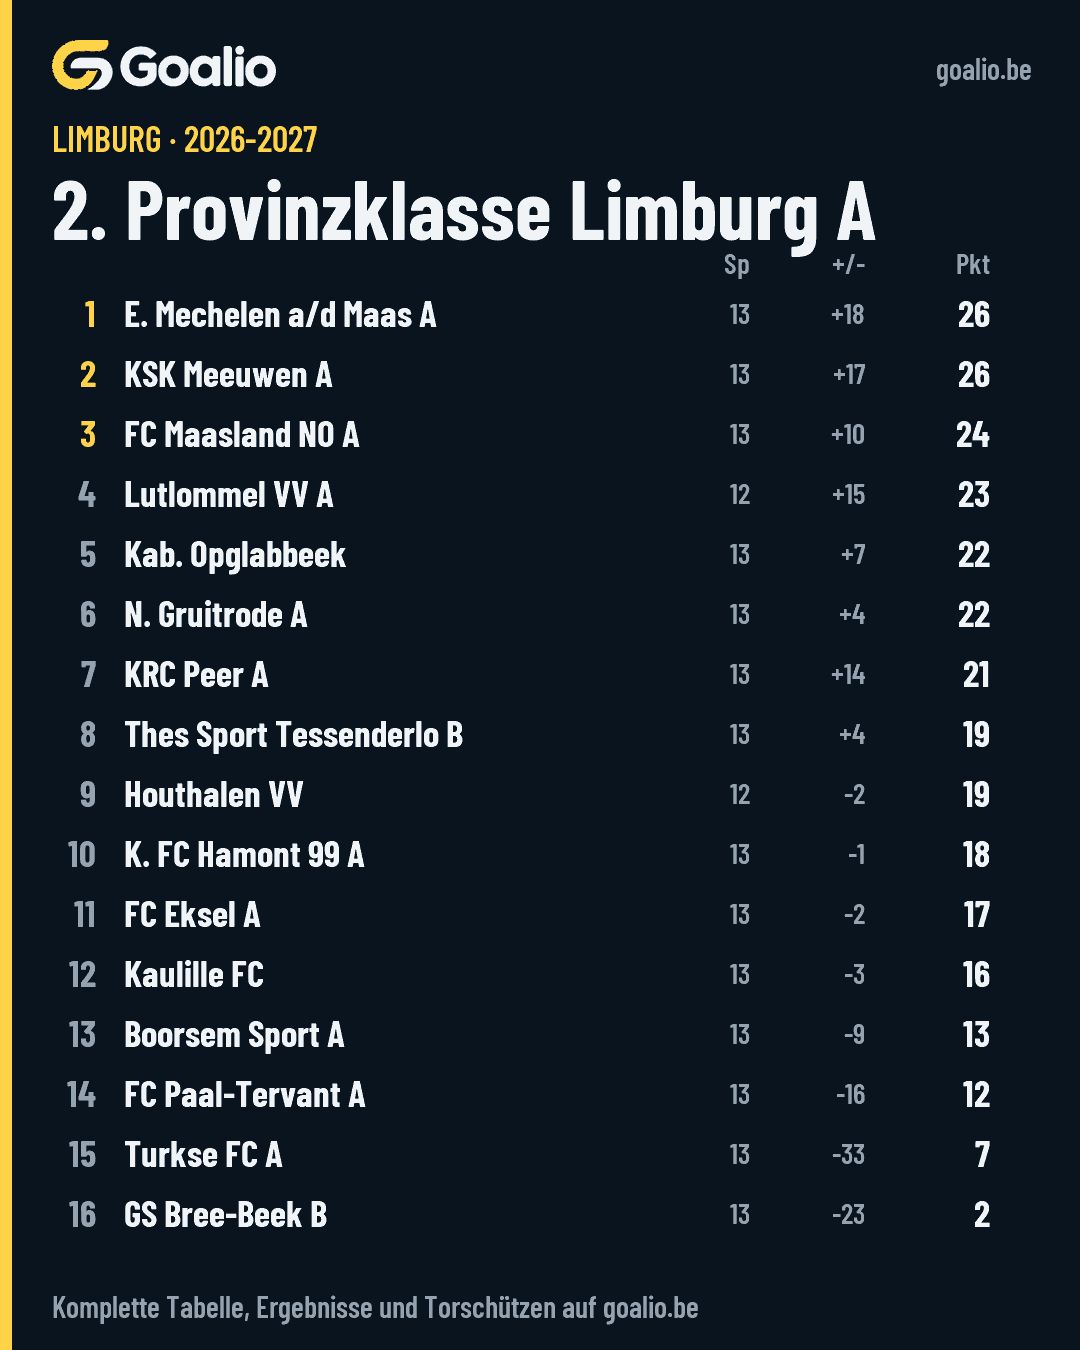 Goalio
goalio.be
LIMBURG · 2026-2027
2. Provinzklasse Limburg A
Sp +/- Pkt
1 E. Mechelen a/d Maas A 13 +18 26
2 KSK Meeuwen A 13 +17 26
3 FC Maasland NO A 13 +10 24
4 Lutlommel VV A 12 +15 23
5 Kab. Opglabbeek 13 +7 22
6 N. Gruitrode A 13 +4 22
7 KRC Peer A 13 +14 21
8 Thes Sport Tessenderlo B 13 +4 19
9 Houthalen VV 12 -2 19
10 K. FC Hamont 99 A 13 -1 18
11 FC Eksel A 13 -2 17
12 Kaulille FC 13 -3 16
13 Boorsem Sport A 13 -9 13
14 FC Paal-Tervant A 13 -16 12
15 Turkse FC A 13 -33 7
16 GS Bree-Beek B 13 -23 2
Komplette Tabelle, Ergebnisse und Torschützen auf goalio.be